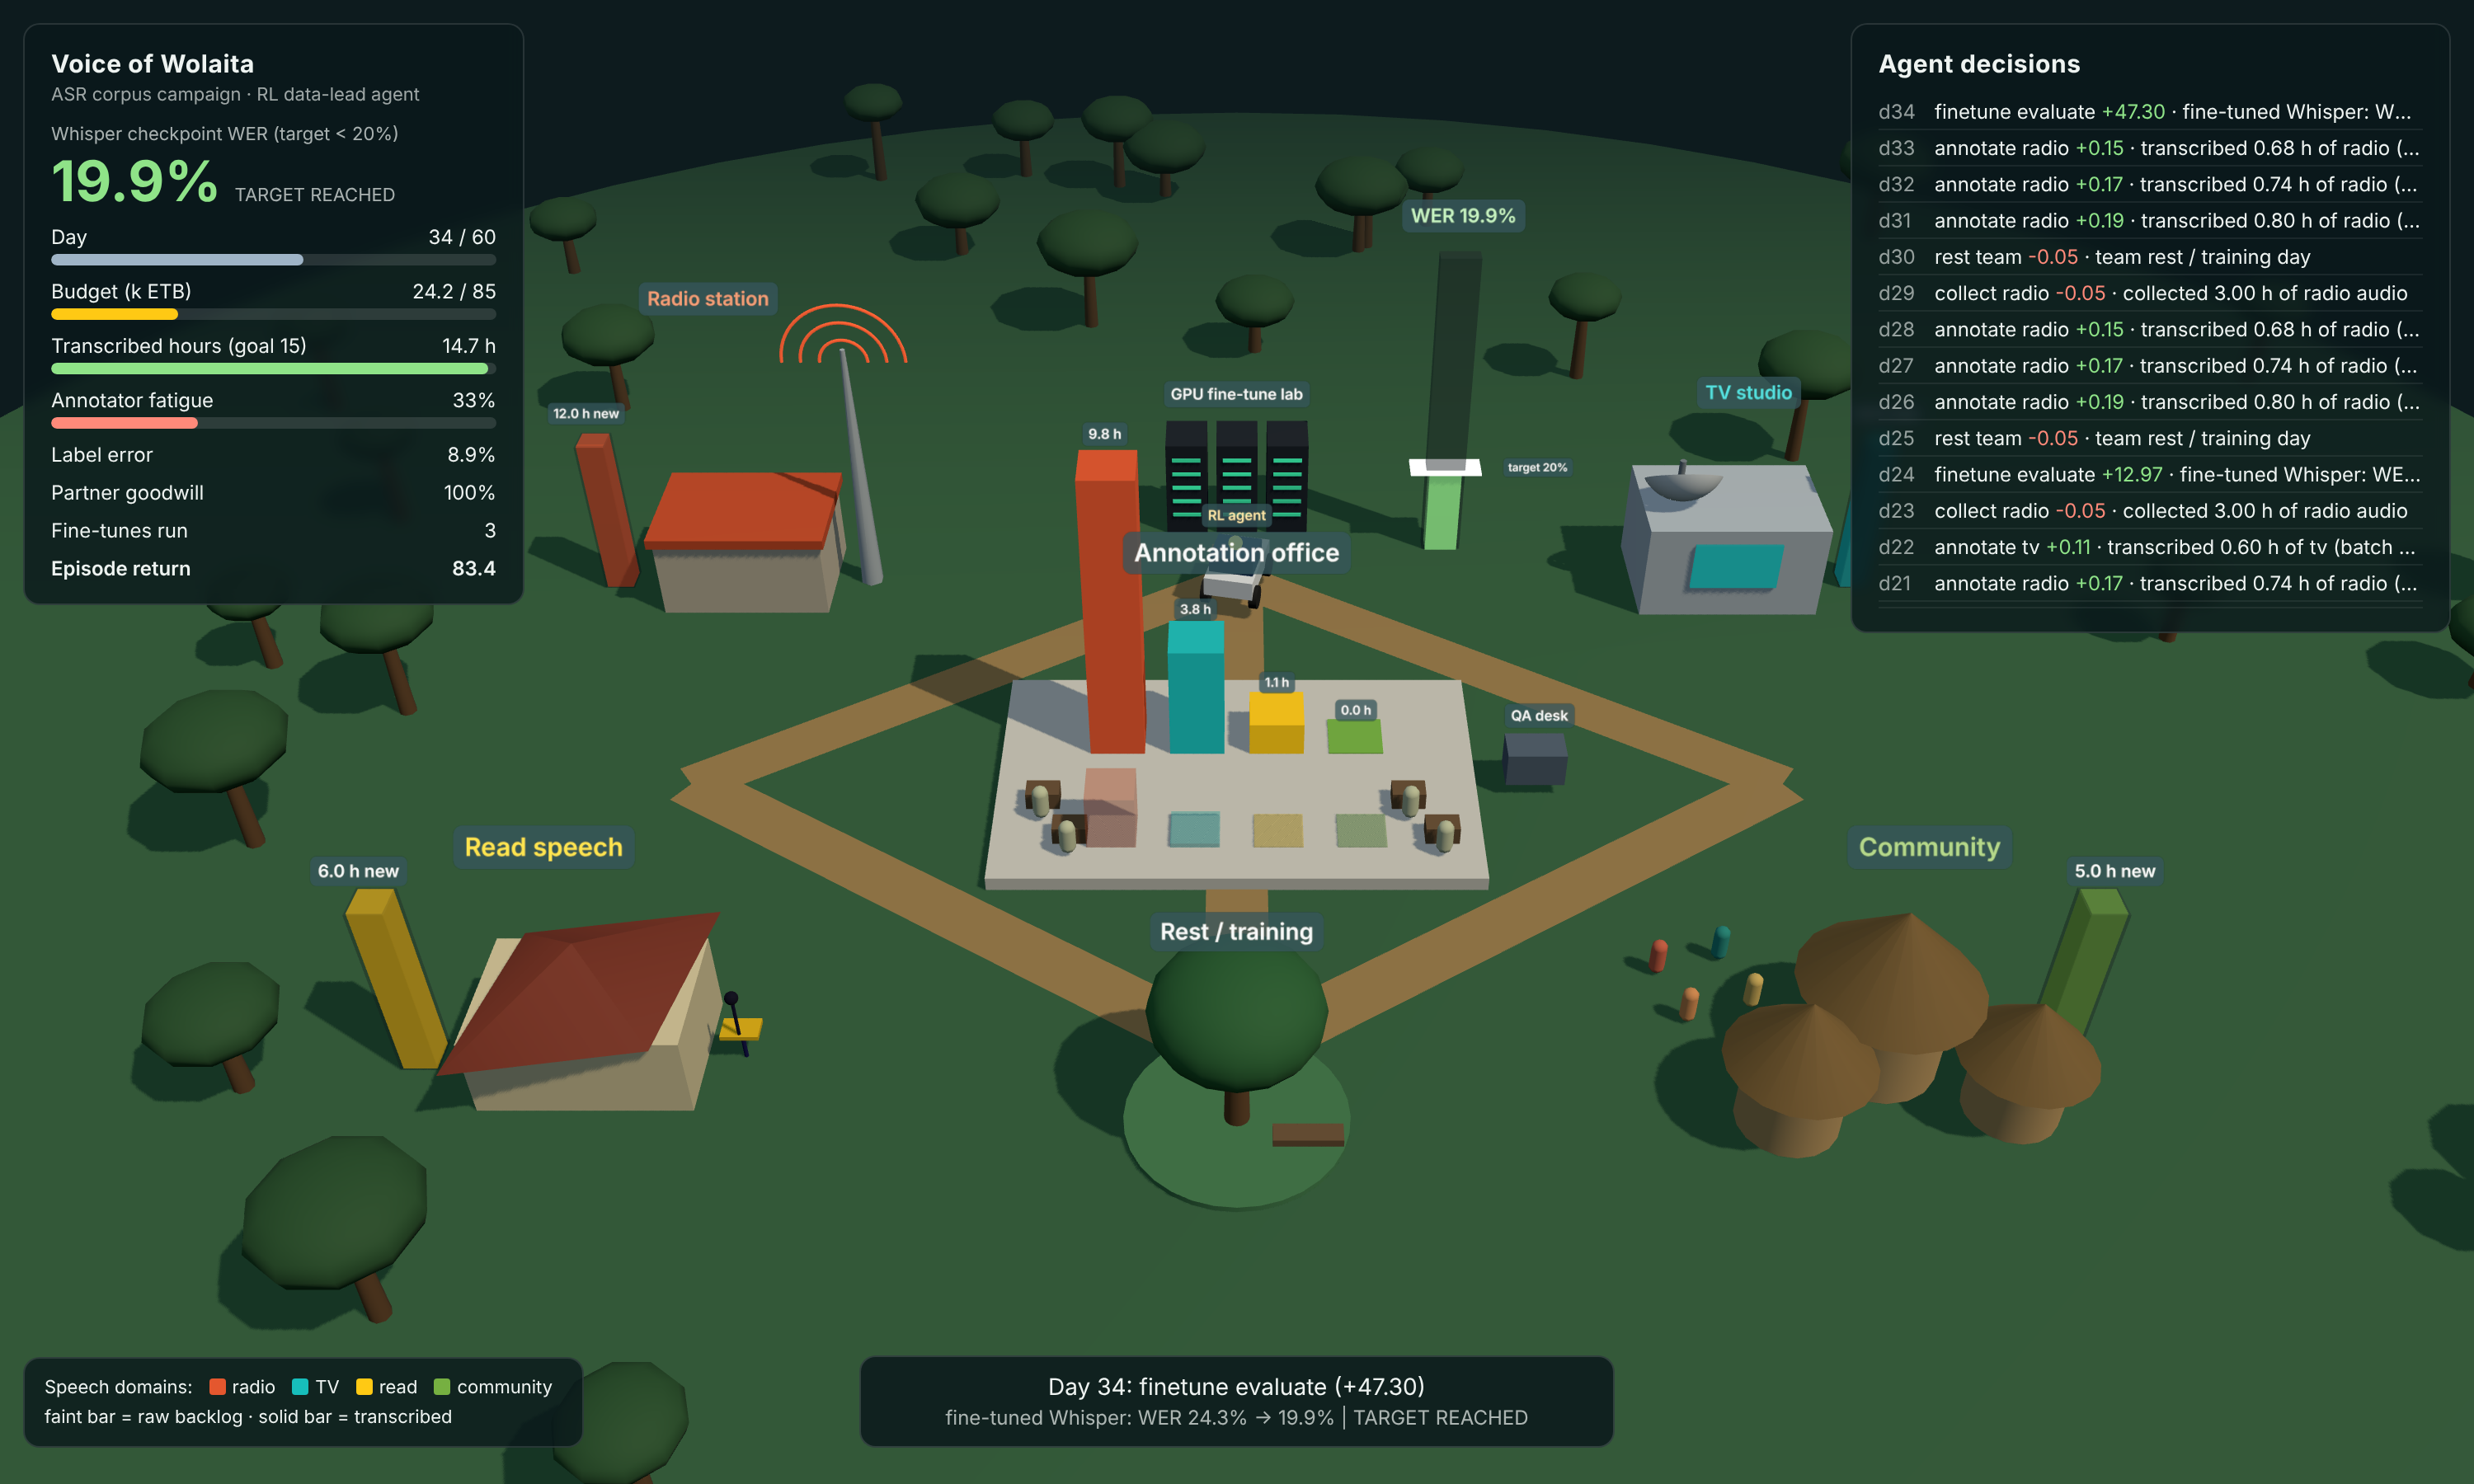 Voice of Wolaita
ASR corpus campaign · RL data-lead agent
Whisper checkpoint WER (target < 20%)
19.9% TARGET REACHED
Day 34 / 60
Budget (k ETB) 24.2 / 85
Transcribed hours (goal 15) 14.7 h
Annotator fatigue 33%
Label error 8.9%
Partner goodwill 100%
Fine-tunes run 3
Episode return 83.4
Agent decisions
d34 finetune evaluate +47.30 · fine-tuned Whisper: W...
d33 annotate radio +0.15 · transcribed 0.68 h of radio (...
d32 annotate radio +0.17 · transcribed 0.74 h of radio (...
d31 annotate radio +0.19 · transcribed 0.80 h of radio (...
d30 rest team -0.05 · team rest / training day
d29 collect radio -0.05 · collected 3.00 h of radio audio
d28 annotate radio +0.15 · transcribed 0.68 h of radio (...
d27 annotate radio +0.17 · transcribed 0.74 h of radio (...
d26 annotate radio +0.19 · transcribed 0.80 h of radio (...
d25 rest team -0.05 · team rest / training day
d24 finetune evaluate +12.97 · fine-tuned Whisper: WE...
d23 collect radio -0.05 · collected 3.00 h of radio audio
d22 annotate tv +0.11 · transcribed 0.60 h of tv (batch ...
d21 annotate radio +0.17 · transcribed 0.74 h of radio (...
WER 19.9%
Radio station
GPU fine-tune lab
TV studio
12.0 h new
9.8 h
target 20%
RL agent
Annotation office
3.8 h
1.1 h
0.0 h
QA desk
Read speech
Community
6.0 h new
5.0 h new
Rest / training
Speech domains: radio TV read community
faint bar = raw backlog · solid bar = transcribed
Day 34: finetune evaluate (+47.30)
fine-tuned Whisper: WER 24.3% → 19.9% | TARGET REACHED